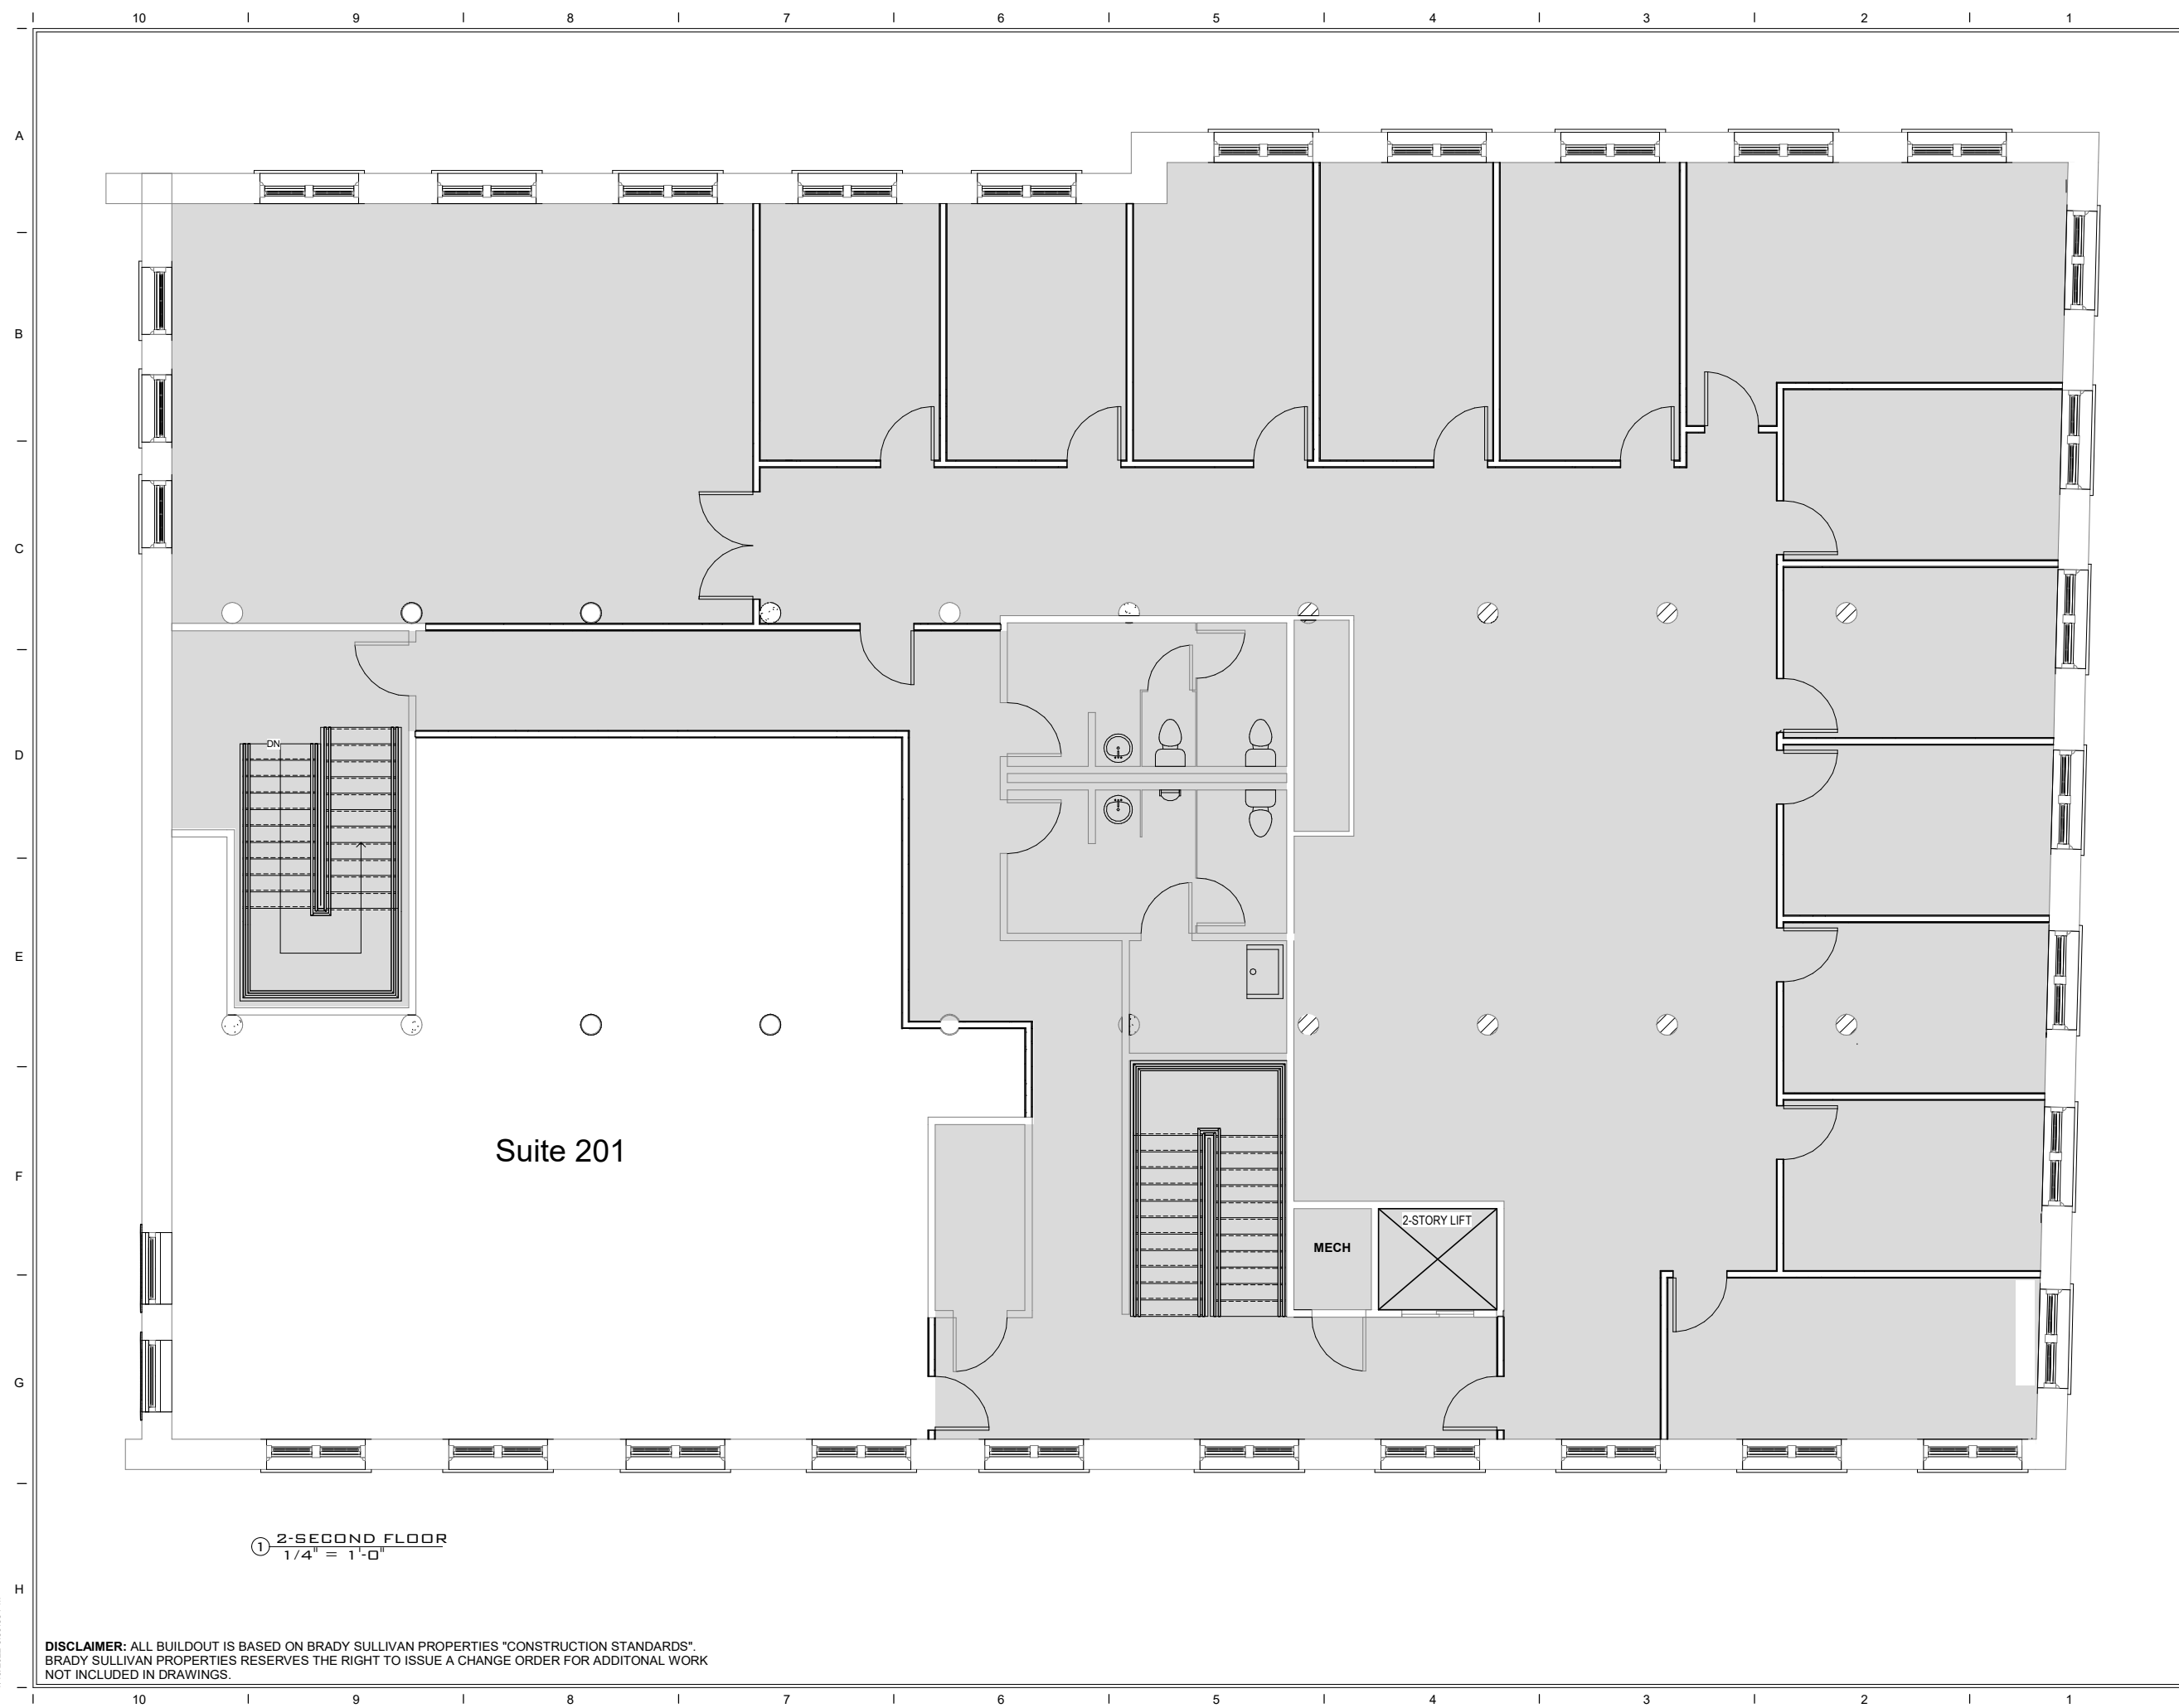 10 9 8 7 6 5 4 3 2 1
A
B
C
D
DN
E
Suite 201
F
2-STORY LIFT
MECH
G
1 2-SECOND FLOOR
1/4" = 1'-0"
H
DISCLAIMER: ALL BUILDOUT IS BASED ON BRADY SULLIVAN PROPERTIES "CONSTRUCTION STANDARDS".
BRADY SULLIVAN PROPERTIES RESERVES THE RIGHT TO ISSUE A CHANGE ORDER FOR ADDITONAL WORK
NOT INCLUDED IN DRAWINGS.
10 9 8 7 6 5 4 3 2 1